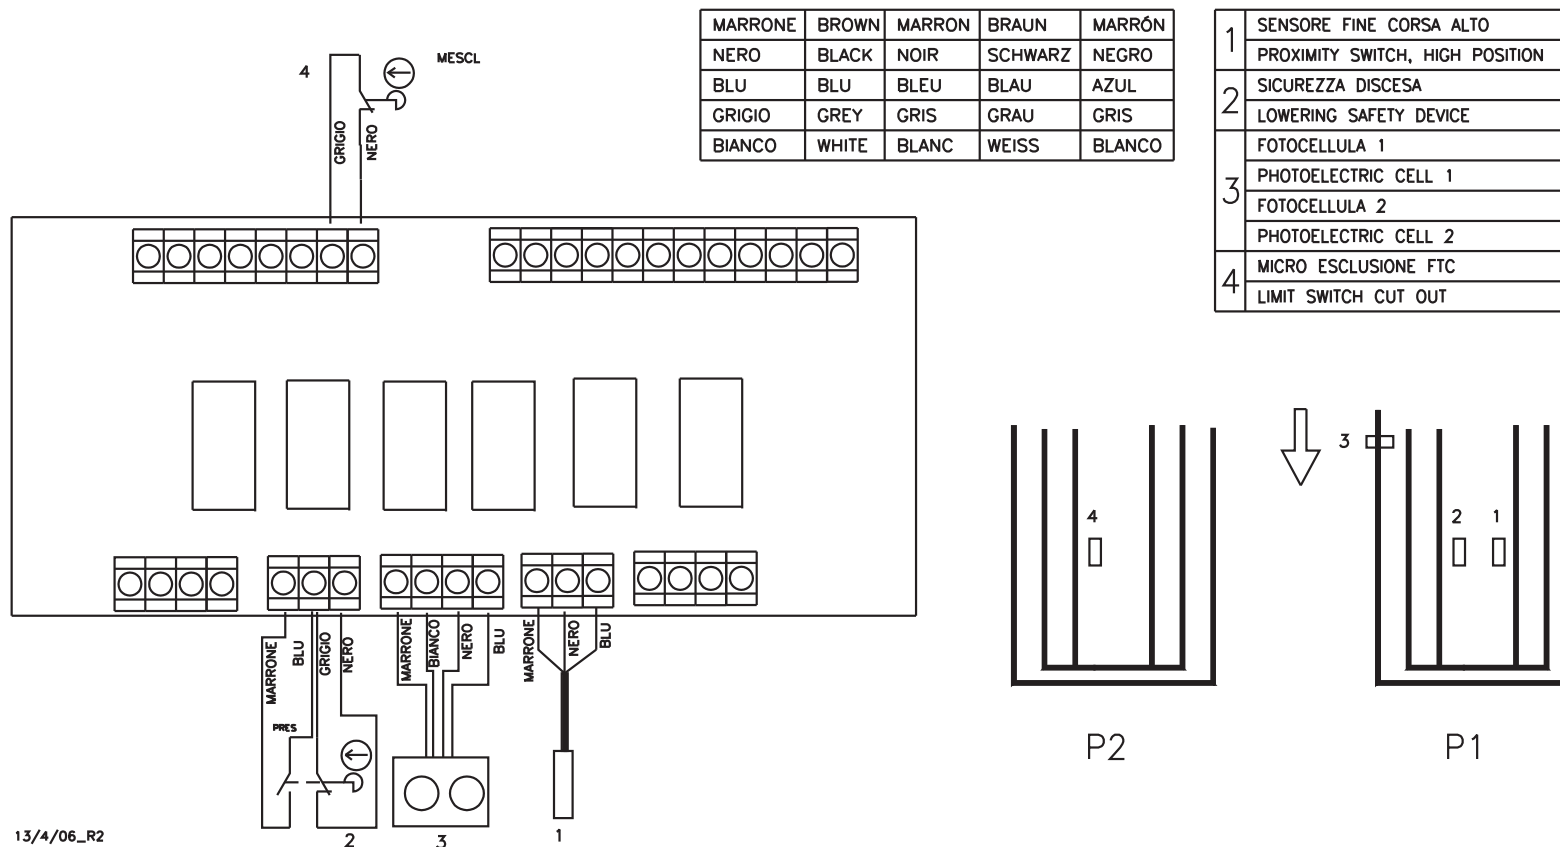 MARRONE BROWN MARRON BRAUN MARRÓN
NERO BLACK NOIR SCHWARZ NEGRO
BLU BLU BLEU BLAU AZUL
GRIGIO GREY GRIS GRAU GRIS
BIANCO WHITE BLANC WEISS BLANCO
1 SENSORE FINE CORSA ALTO
PROXIMITY SWITCH, HIGH POSITION
2 SICUREZZA DISCESA
LOWERING SAFETY DEVICE
3 FOTOCELLULA 1
PHOTOELECTRIC CELL 1
FOTOCELLULA 2
PHOTOELECTRIC CELL 2
4 MICRO ESCLUSIONE FTC
LIMIT SWITCH CUT OUT
4
MESCL
GRIGIO
NERO
MARRONE
BLU
GRIGIO
NERO
PRES
2
MARRONE
BIANCO
NERO
BLU
3
MARRONE
NERO
BLU
1
4
P2
3
2 1
P1
13/4/06_R2